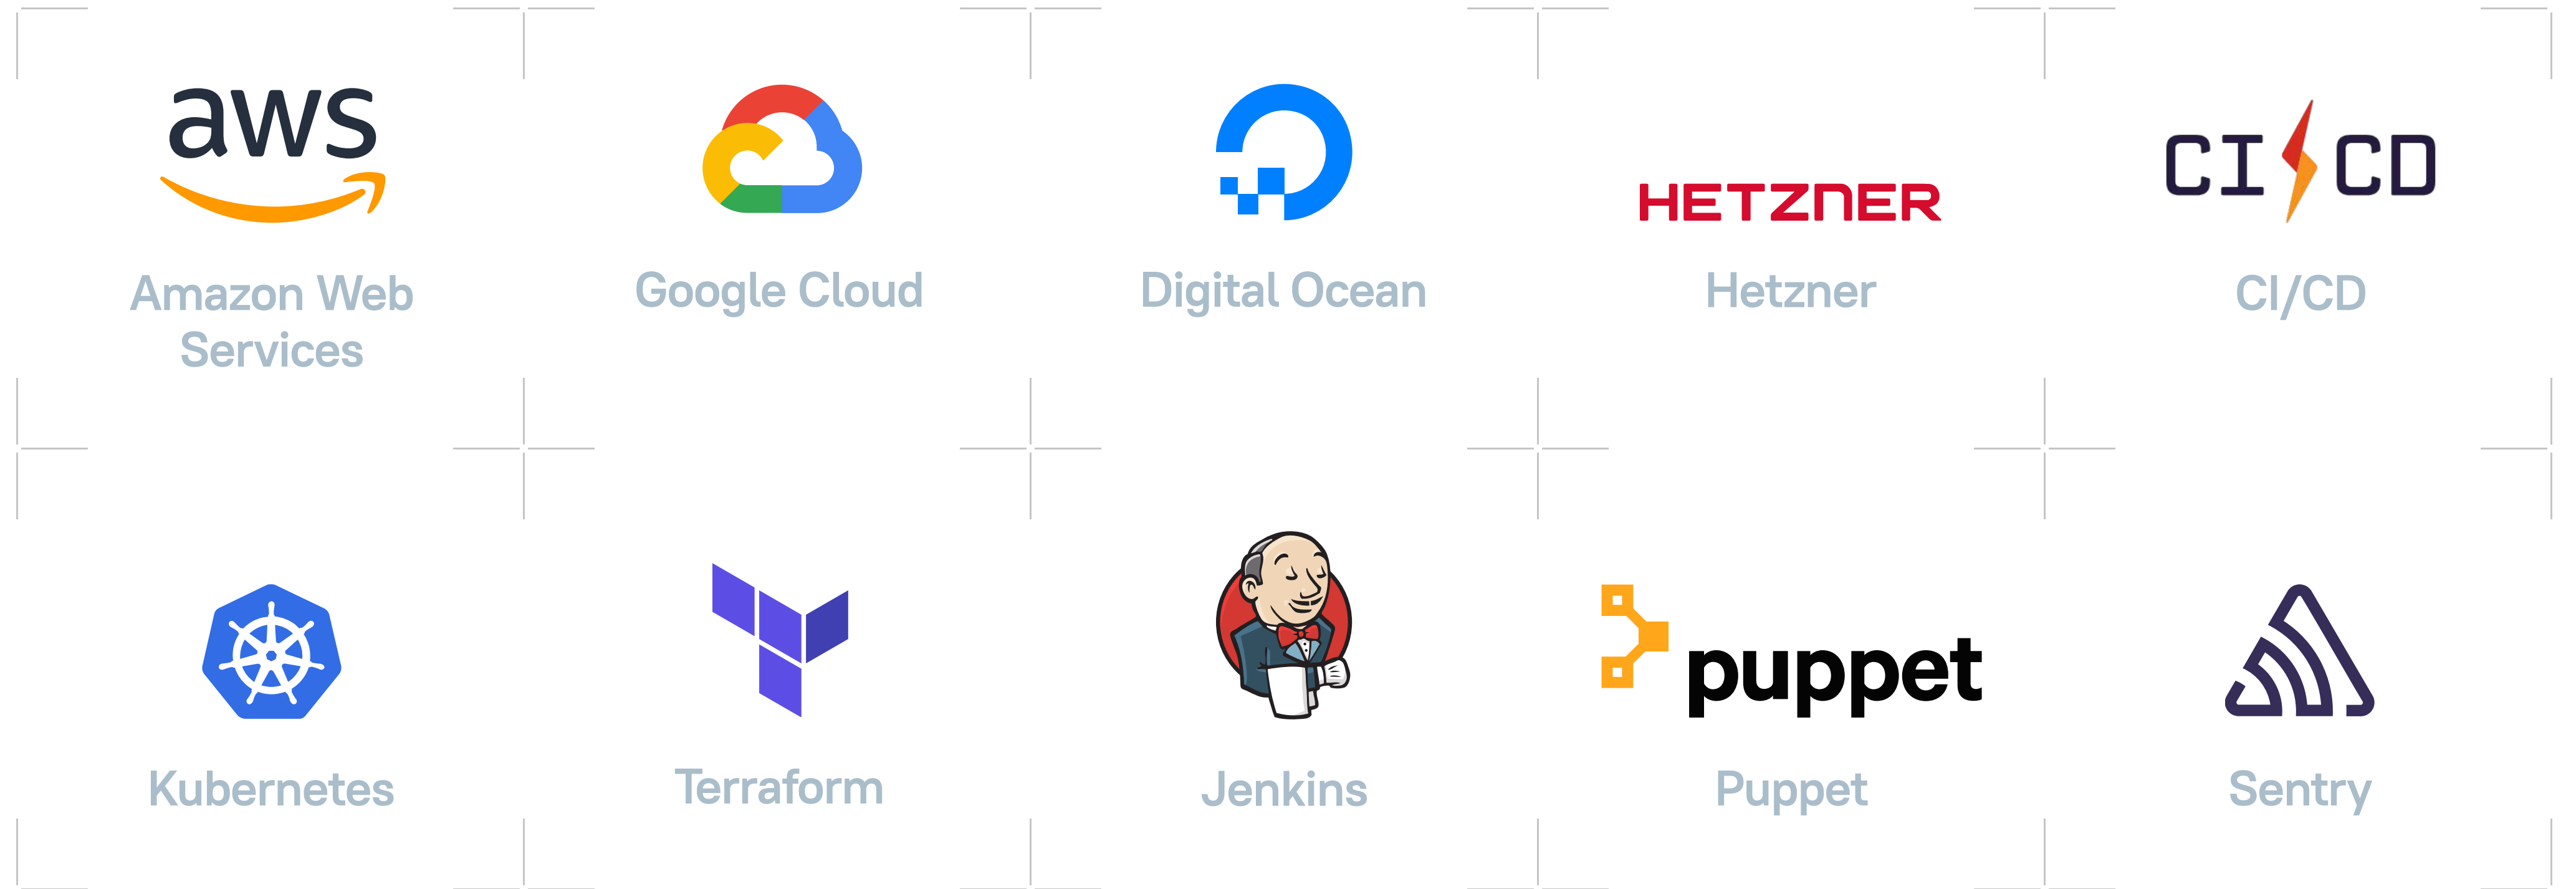 aws
Amazon Web
Services
Google Cloud
Digital Ocean
HETZNER
Hetzner
CI CD
CI/CD
Kubernetes
Terraform
Jenkins
puppet
Puppet
Sentry